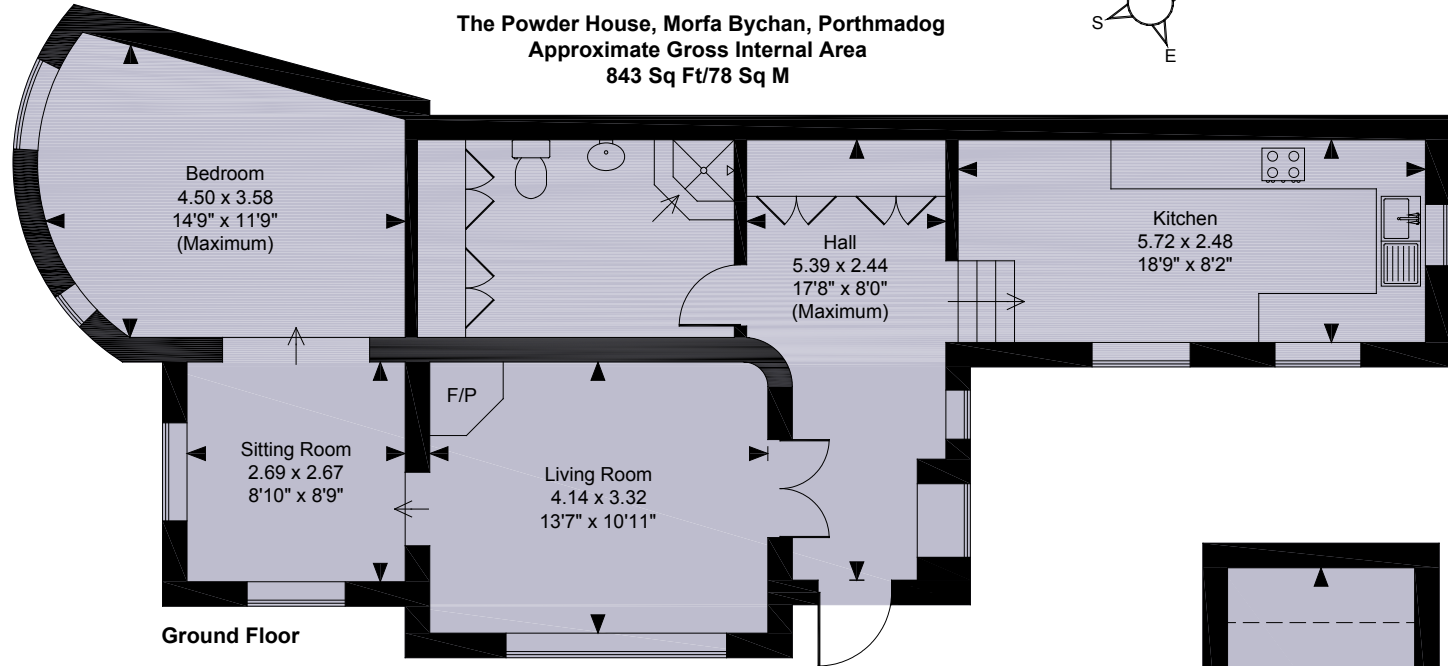 The Powder House, Morfa Bychan, Porthmadog
Approximate Gross Internal Area
843 Sq Ft/78 Sq M
S
E
Bedroom
4.50 x 3.58
14'9" x 11'9"
(Maximum)
Hall
5.39 x 2.44
17'8" x 8'0"
(Maximum)
Kitchen
5.72 x 2.48
18'9" x 8'2"
F/P
Sitting Room
2.69 x 2.67
8'10" x 8'9"
Living Room
4.14 x 3.32
13'7" x 10'11"
Ground Floor